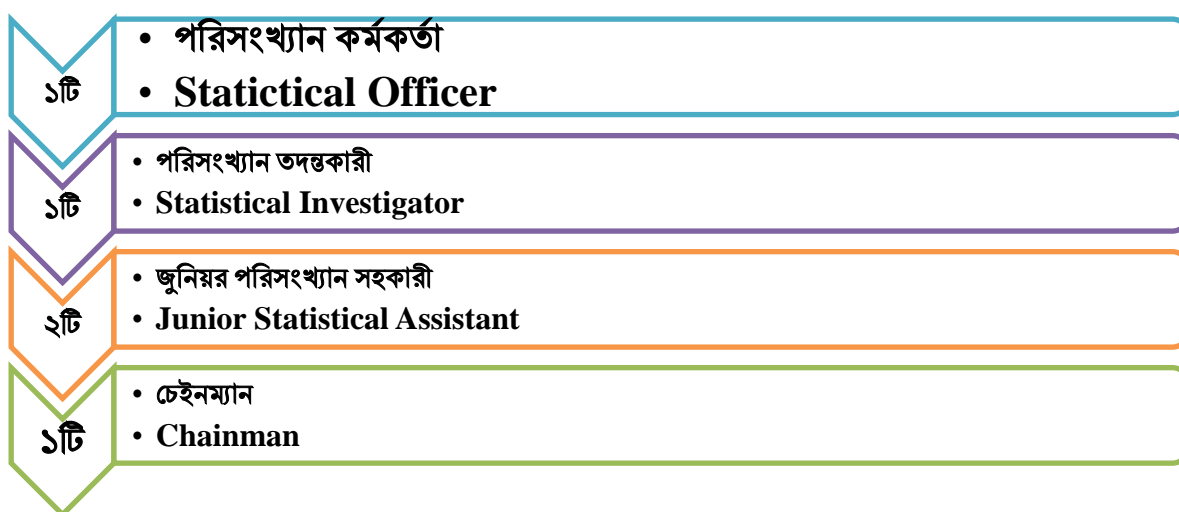 ১টি
• পরিসংখ্যান কর্মকর্তা
• Statictical Officer
১টি
• পরিসংখ্যান তদন্তকারী
• Statistical Investigator
২টি
• জুনিয়র পরিসংখ্যান সহকারী
• Junior Statistical Assistant
১টি
• চেইনম্যান
• Chainman